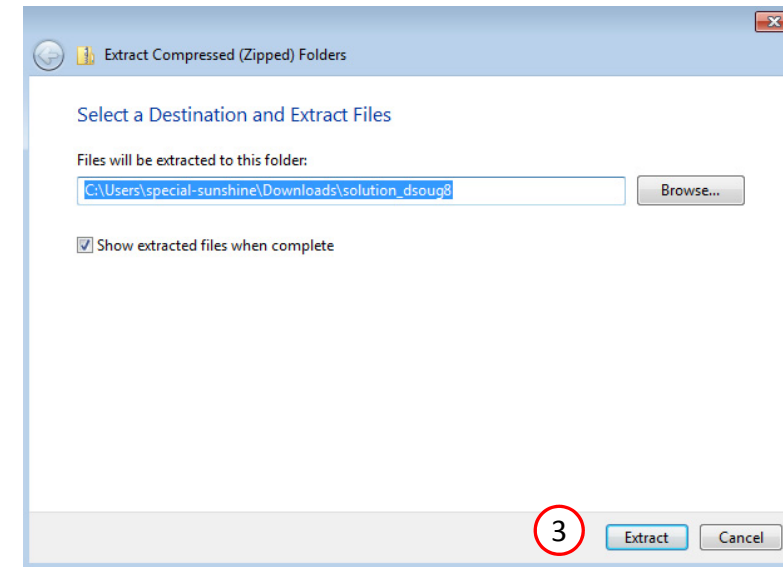 Extract Compressed (Zipped) Folders
Select a Destination and Extract Files
Files will be extracted to this folder:
C:\Users\special-sunshine\Downloads\solution_dsoug8
Browse...
Show extracted files when complete
3
Extract
Cancel